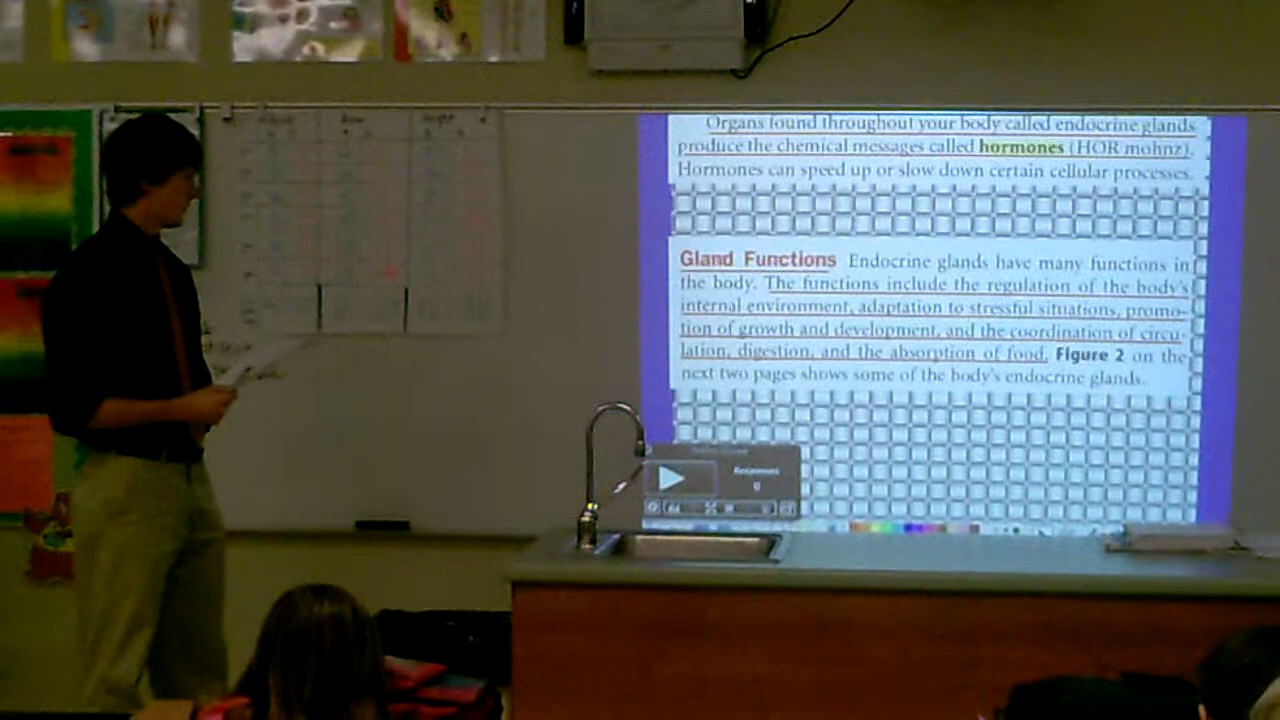 Organs found throughout your body called endocrine glands
produce the chemical messages called hormones (HOR mohnz).
Hormones can speed up or slow down certain cellular processes.
Gland Functions Endocrine glands have many functions in
the body. The functions include the regulation of the body's
internal environment, adaptation to stressful situations, promo-
tion of growth and development, and the coordination of circu-
lation, digestion, and the absorption of food. Figure 2 on the
next two pages shows some of the body's endocrine glands.
Responses
0